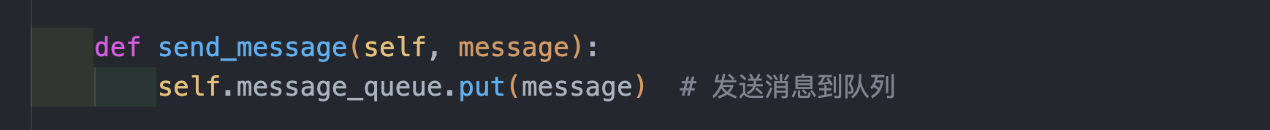 def send_message(self, message):
self.message_queue.put(message)  # 发送消息到队列